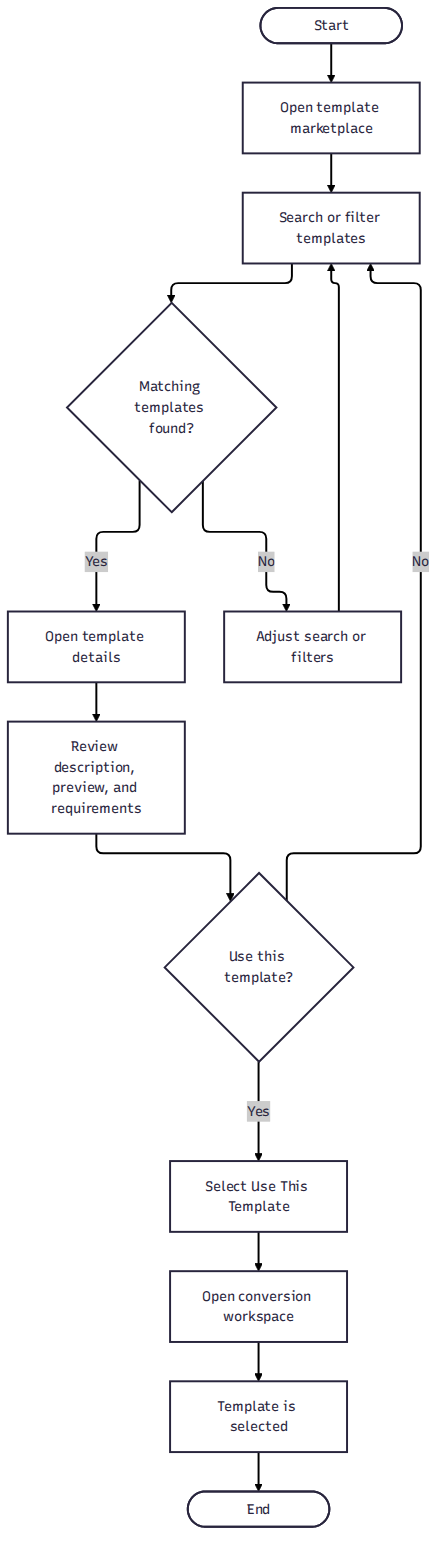 Start
Open template
marketplace
Search or filter
templates
Matching
templates
found?
Yes
No
No
Open template
details
Adjust search or
filters
Review
description,
preview, and
requirements
Use this
template?
Yes
Select Use This
Template
Open conversion
workspace
Template is
selected
End